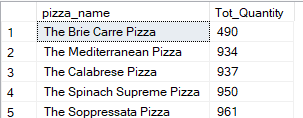 pizza_name Tot_Quantity
1 The Brie Carre Pizza 490
2 The Mediterranean Pizza 934
3 The Calabrese Pizza 937
4 The Spinach Supreme Pizza 950
5 The Soppressata Pizza 961